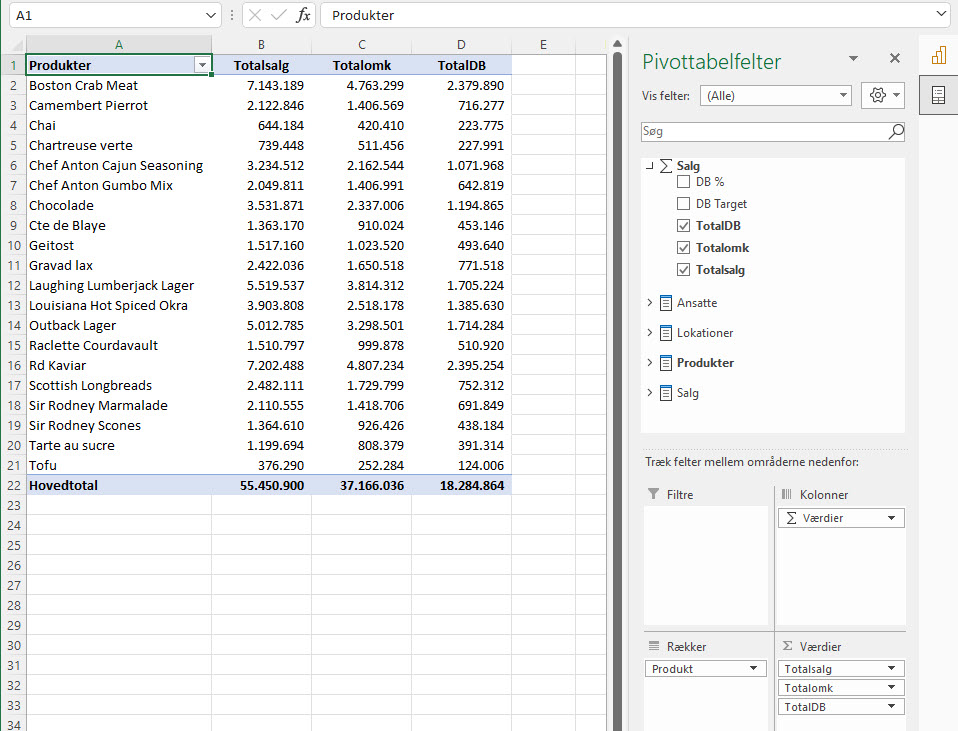 A1 fx Produkter
A B C D E
1 Produkter Totalsalg Totalomk TotalDB
2 Boston Crab Meat 7.143.189 4.763.299 2.379.890
3 Camembert Pierrot 2.122.846 1.406.569 716.277
4 Chai 644.184 420.410 223.775
5 Chartreuse verte 739.448 511.456 227.991
6 Chef Anton Cajun Seasoning 3.234.512 2.162.544 1.071.968
7 Chef Anton Gumbo Mix 2.049.811 1.406.991 642.819
8 Chocolade 3.531.871 2.337.006 1.194.865
9 Cte de Blaye 1.363.170 910.024 453.146
10 Geitost 1.517.160 1.023.520 493.640
11 Gravad lax 2.422.036 1.650.518 771.518
12 Laughing Lumberjack Lager 5.519.537 3.814.312 1.705.224
13 Louisiana Hot Spiced Okra 3.903.808 2.518.178 1.385.630
14 Outback Lager 5.012.785 3.298.501 1.714.284
15 Raclette Courdavault 1.510.797 999.878 510.920
16 Rd Kaviar 7.202.488 4.807.234 2.395.254
17 Scottish Longbreads 2.482.111 1.729.799 752.312
18 Sir Rodney Marmalade 2.110.555 1.418.706 691.849
19 Sir Rodney Scones 1.364.610 926.426 438.184
20 Tarte au sucre 1.199.694 808.379 391.314
21 Tofu 376.290 252.284 124.006
22 Hovedtotal 55.450.900 37.166.036 18.284.864
23
24
25
26
27
28
29
30
31
32
33
34
Pivottabelfelter
Vis felter: (Alle)
Søg
Σ Salg
DB %
DB Target
TotalDB
Totalomk
Totalsalg
Ansatte
Lokationer
Produkter
Salg
Træk felter mellem områderne nedenfor:
Filtre
Kolonner
Σ Værdier
Rækker
Produkt
Σ Værdier
Totalsalg
Totalomk
TotalDB